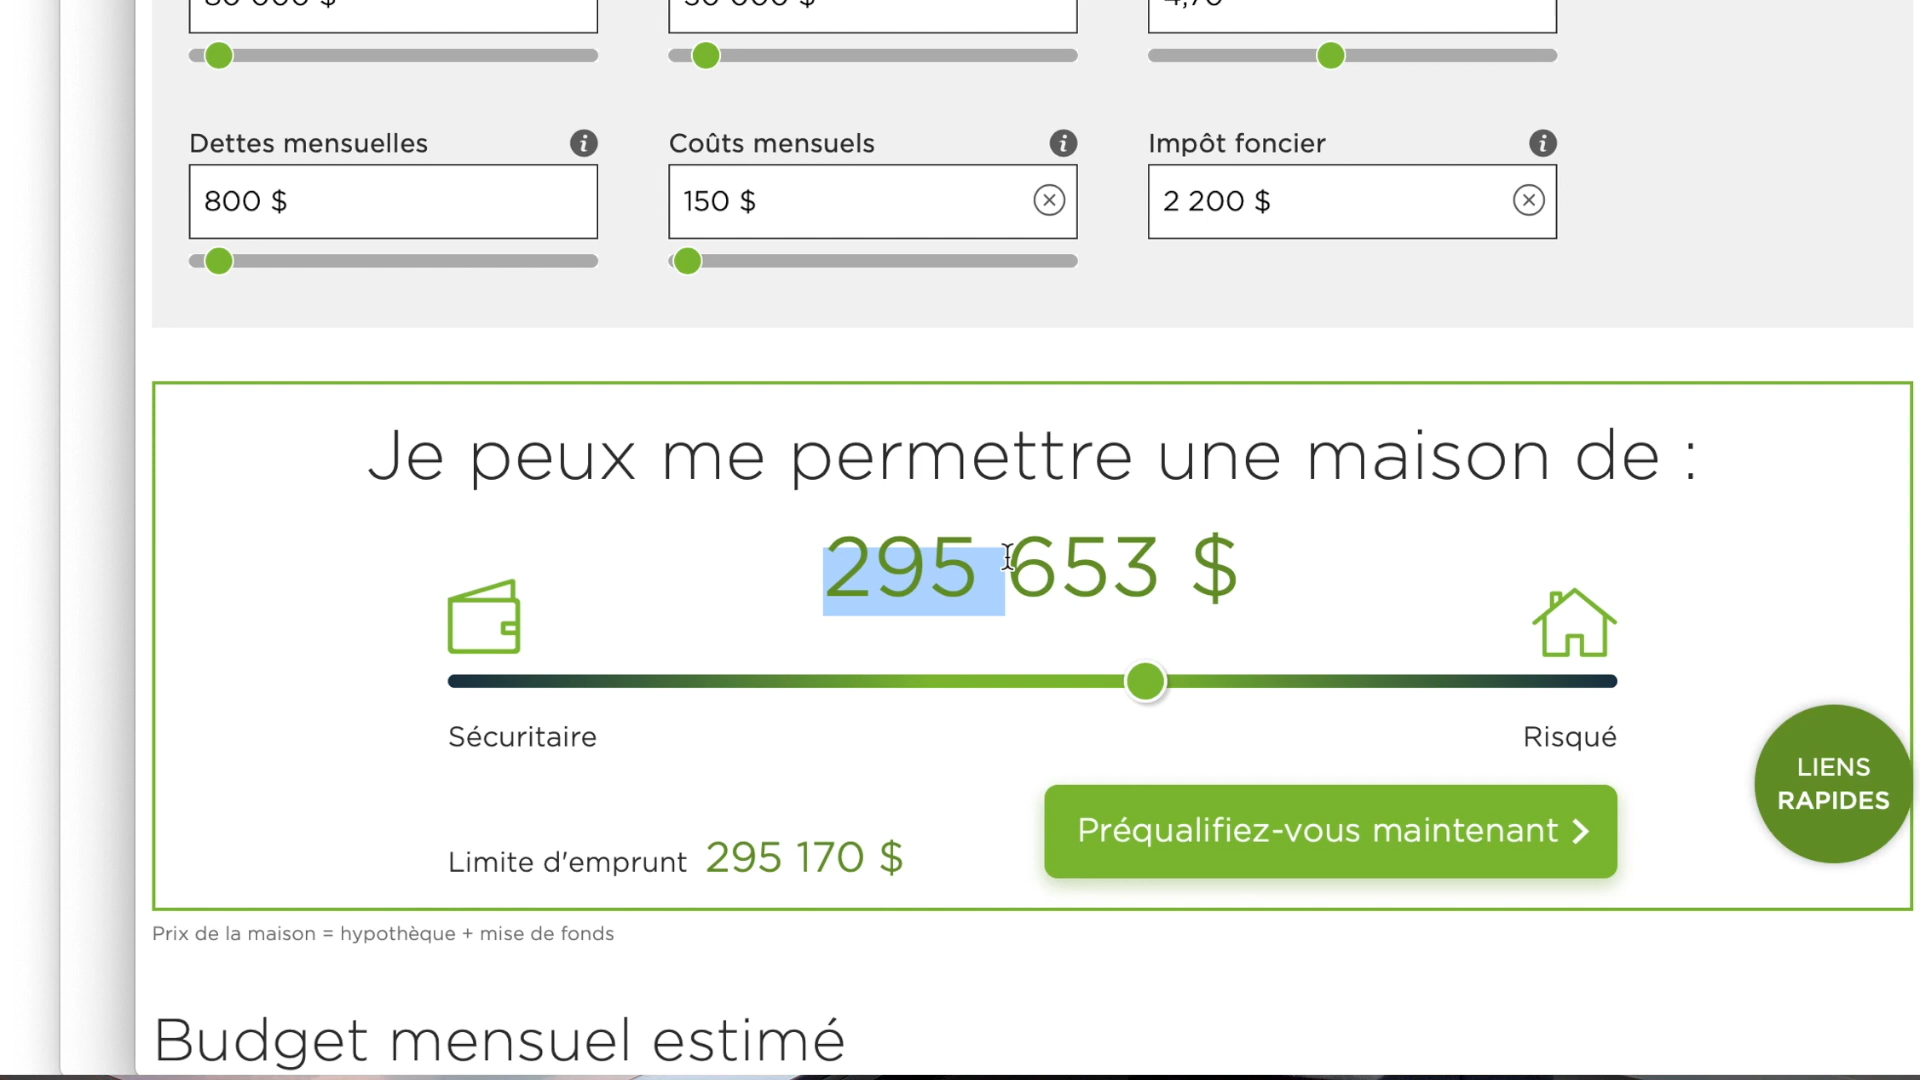 Dettes mensuelles
Coûts mensuels
Impôt foncier
800 $
150 $
2 200 $
Je peux me permettre une maison de :
295 653 $
Sécuritaire
Risqué
LIENS
RAPIDES
Limite d'emprunt 295 170 $
Préqualifiez-vous maintenant
Prix de la maison = hypothèque + mise de fonds
Budget mensuel estimé